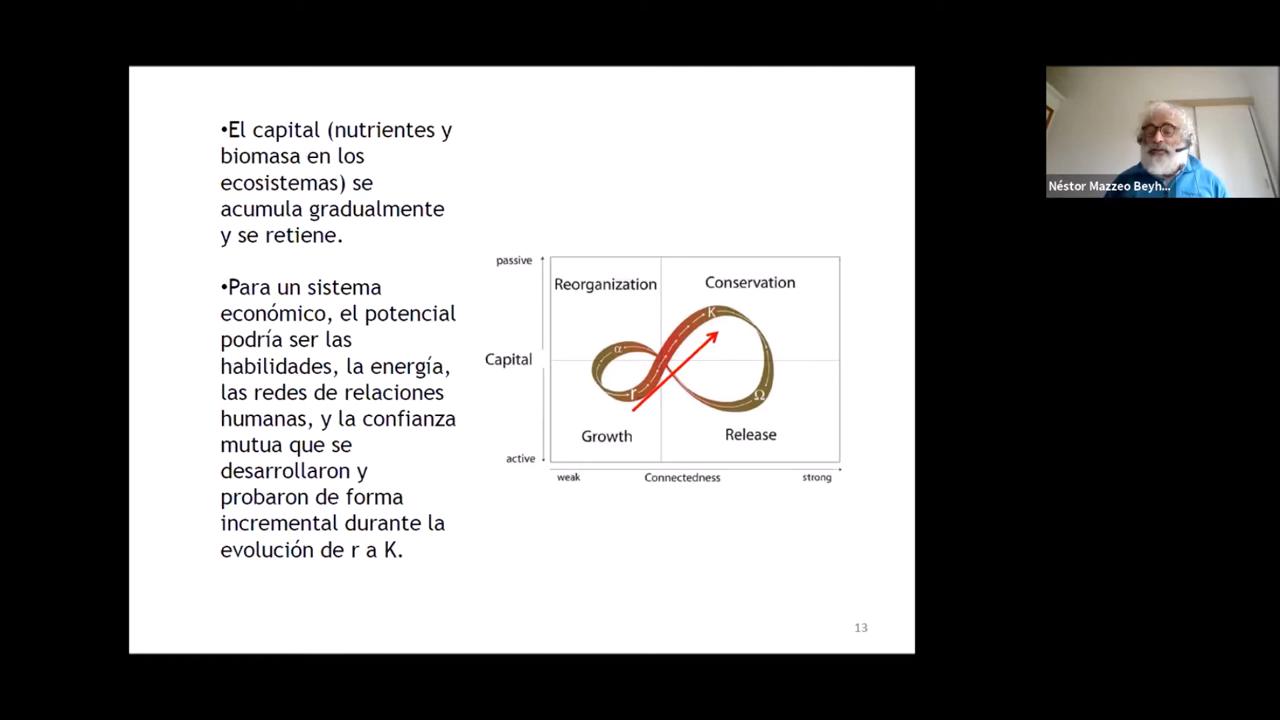 •El capital (nutrientes y
biomasa en los
ecosistemas) se
acumula gradualmente
y se retiene.
•Para un sistema
económico, el potencial
podría ser las
habilidades, la energía,
las redes de relaciones
humanas, y la confianza
mutua que se
desarrollaron y
probaron de forma
incremental durante la
evolución de r a K.
passive
Reorganization
Conservation
K
α
Capital
r
Ω
Growth
Release
active
weak
Connectedness
strong
13
Néstor Mazzeo Beyh...